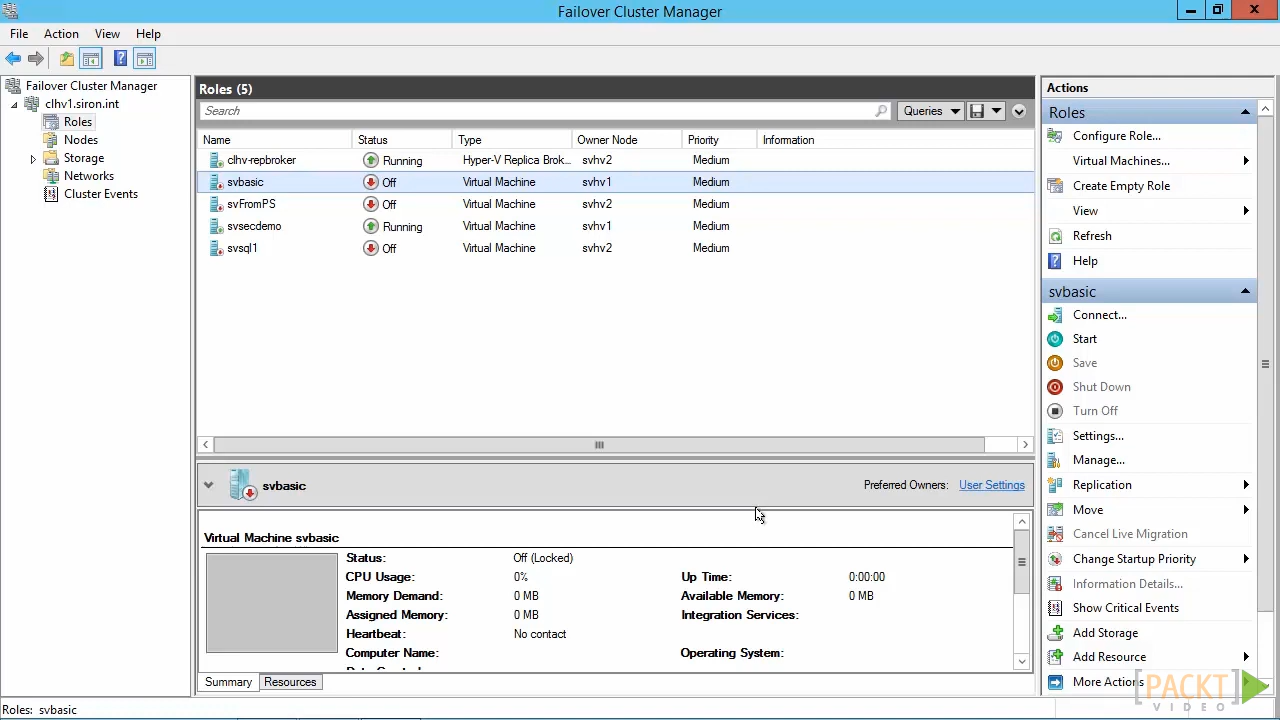 Failover Cluster Manager
File Action View Help
Failover Cluster Manager
clhv1.siron.int
Roles
Nodes
Storage
Networks
Cluster Events
Roles (5)
Search
Queries
Name Status Type Owner Node Priority Information
clhv-repbroker Running Hyper-V Replica Brok... svhv2 Medium
svbasic Off Virtual Machine svhv1 Medium
svFromPS Off Virtual Machine svhv2 Medium
svsecdemo Running Virtual Machine svhv1 Medium
svsql1 Off Virtual Machine svhv2 Medium
svbasic Preferred Owners: User Settings
Virtual Machine svbasic
Status: Off (Locked)
CPU Usage: 0% Up Time: 0:00:00
Memory Demand: 0 MB Available Memory: 0 MB
Assigned Memory: 0 MB Integration Services:
Heartbeat: No contact
Computer Name: Operating System:
Summary Resources
Actions
Roles
Configure Role...
Virtual Machines...
Create Empty Role
View
Refresh
Help
svbasic
Connect...
Start
Save
Shut Down
Turn Off
Settings...
Manage...
Replication
Move
Cancel Live Migration
Change Startup Priority
Information Details...
Show Critical Events
Add Storage
Add Resource
More Actions
PACKT
VIDEO
Roles: svbasic